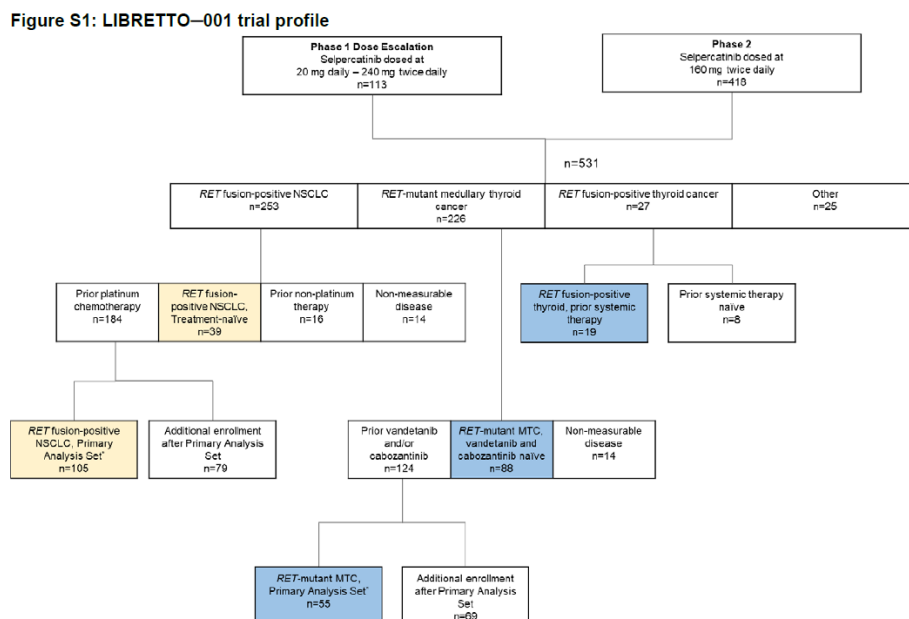 Figure S1: LIBRETTO–001 trial profile
Phase 1 Dose Escalation
Selpercatinib dosed at
20 mg daily – 240 mg twice daily
n=113
Phase 2
Selpercatinib dosed at
160 mg twice daily
n=418
n=531
RET fusion-positive NSCLC
n=253
RET-mutant medullary thyroid
cancer
n=226
RET fusion-positive thyroid cancer
n=27
Other
n=25
Prior platinum
chemotherapy
n=184
RET fusion-
positive NSCLC,
Treatment-naïve
n=39
Prior non-platinum
therapy
n=16
Non-measurable
disease
n=14
RET fusion-positive
thyroid, prior systemic
therapy
n=19
Prior systemic therapy
naïve
n=8
RET fusion-positive
NSCLC, Primary
Analysis Set*
n=105
Additional enrollment
after Primary Analysis
Set
n=79
Prior vandetanib
and/or
cabozantinib
n=124
RET-mutant MTC,
vandetanib and
cabozantinib naïve
n=88
Non-measurable
disease
n=14
RET-mutant MTC,
Primary Analysis Set*
n=55
Additional enrollment
after Primary Analysis
Set
n=69